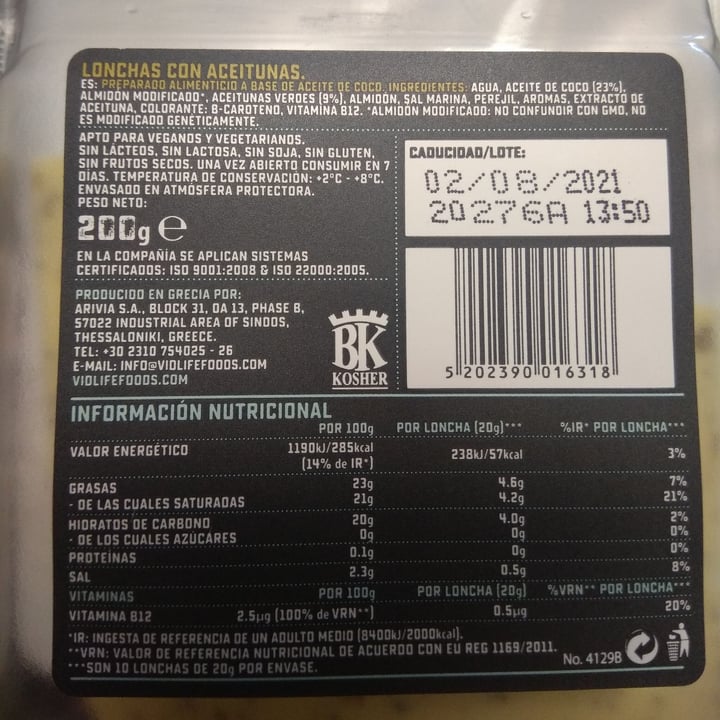 LONCHAS CON ACEITUNAS.
ES: PREPARADO ALIMENTICIO A BASE DE ACEITE DE COCO. INGREDIENTES: AGUA, ACEITE DE COCO (23%),
ALMIDÓN MODIFICADO*, ACEITUNAS VERDES (9%), ALMIDÓN, SAL MARINA, PEREJIL, AROMAS, EXTRACTO DE
ACEITUNA, COLORANTE: B-CAROTENO, VITAMINA B12. *ALMIDÓN MODIFICADO: NO CONFUNDIR CON GMO, NO
ES MODIFICADO GENÉTICAMENTE.
APTO PARA VEGANOS Y VEGETARIANOS.
SIN LÁCTEOS, SIN LACTOSA, SIN SOJA, SIN GLUTEN,
SIN FRUTOS SECOS. UNA VEZ ABIERTO CONSUMIR EN 7
DÍAS. TEMPERATURA DE CONSERVACIÓN: +2°C - +8°C.
ENVASADO EN ATMÓSFERA PROTECTORA.
PESO NETO:
200g e
EN LA COMPAÑÍA SE APLICAN SISTEMAS
CERTIFICADOS: ISO 9001:2008 & ISO 22000:2005.
PRODUCIDO EN GRECIA POR:
ARIVIA S.A., BLOCK 31, DA 13, PHASE B,
57022 INDUSTRIAL AREA OF SINDOS,
THESSALONIKI, GREECE.
TEL: +30 2310 754025 - 26
E-MAIL: INFO@VIOLIFEFOODS.COM
VIOLIFEFOODS.COM
BK
KOSHER
CADUCIDAD/LOTE:
02/08/2021
20276A 13:50
5 202390 016318
INFORMACIÓN NUTRICIONAL
POR 100g POR LONCHA (20g)*** %IR* POR LONCHA***
VALOR ENERGÉTICO 1190kJ/285kcal 238kJ/57kcal 3%
(14% de IR*)
GRASAS 23g 4.6g 7%
- DE LAS CUALES SATURADAS 21g 4.2g 21%
HIDRATOS DE CARBONO 20g 4.0g 2%
- DE LOS CUALES AZÚCARES 0g 0g 0%
PROTEÍNAS 0.1g 0g 0%
SAL 2.3g 0.5g 8%
VITAMINAS POR 100g POR LONCHA (20g) %VRN** POR LONCHA***
VITAMINA B12 2.5µg (100% de VRN**) 0.5µg 20%
*IR: INGESTA DE REFERENCIA DE UN ADULTO MEDIO (8400kJ/2000kcal).
**VRN: VALOR DE REFERENCIA NUTRICIONAL DE ACUERDO CON EU REG 1169/2011.
***SON 10 LONCHAS DE 20g POR ENVASE.
No. 4129B